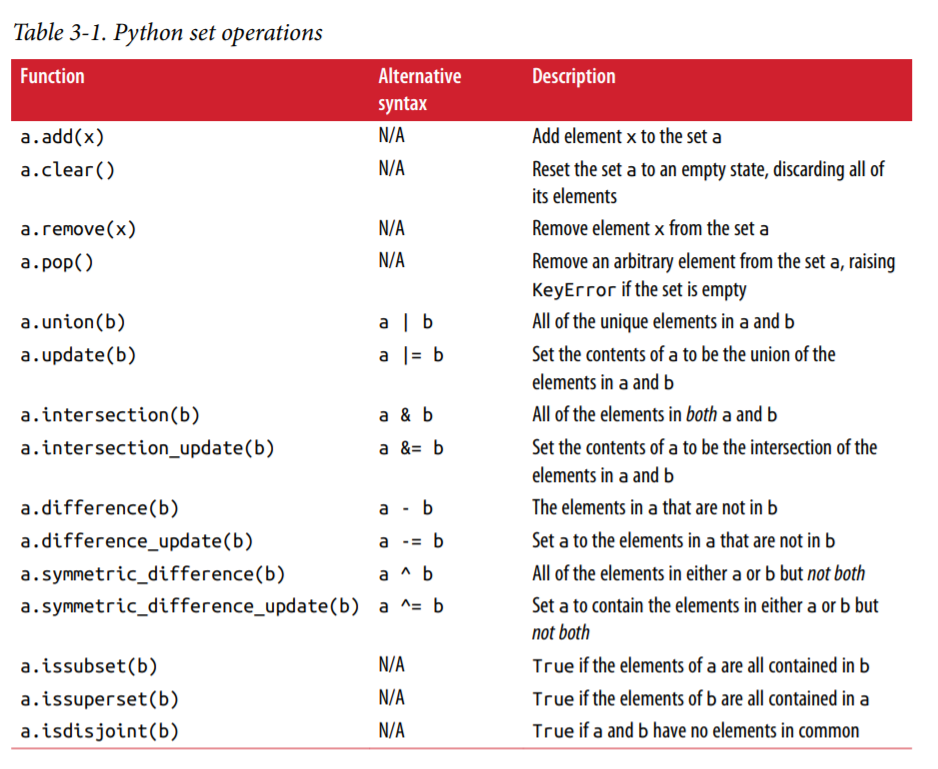 Table 3-1. Python set operations
Function Alternative syntax Description
a.add(x) N/A Add element x to the set a
a.clear() N/A Reset the set a to an empty state, discarding all of
its elements
a.remove(x) N/A Remove element x from the set a
a.pop() N/A Remove an arbitrary element from the set a, raising
KeyError if the set is empty
a.union(b) a | b All of the unique elements in a and b
a.update(b) a |= b Set the contents of a to be the union of the
elements in a and b
a.intersection(b) a & b All of the elements in both a and b
a.intersection_update(b) a &= b Set the contents of a to be the intersection of the
elements in a and b
a.difference(b) a - b The elements in a that are not in b
a.difference_update(b) a -= b Set a to the elements in a that are not in b
a.symmetric_difference(b) a ^ b All of the elements in either a or b but not both
a.symmetric_difference_update(b) a ^= b Set a to contain the elements in either a or b but
not both
a.issubset(b) N/A True if the elements of a are all contained in b
a.issuperset(b) N/A True if the elements of b are all contained in a
a.isdisjoint(b) N/A True if a and b have no elements in common